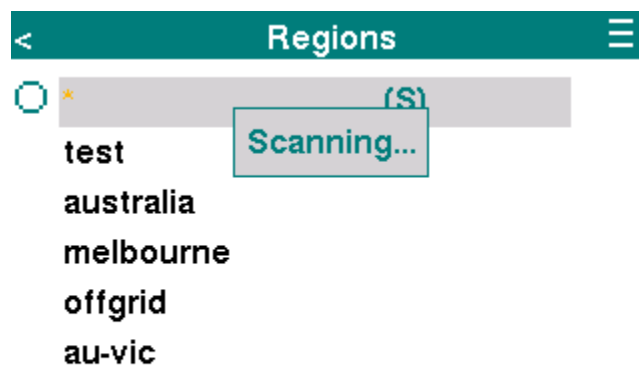 < Regions ☰
* (S)
Scanning...
test
australia
melbourne
offgrid
au-vic